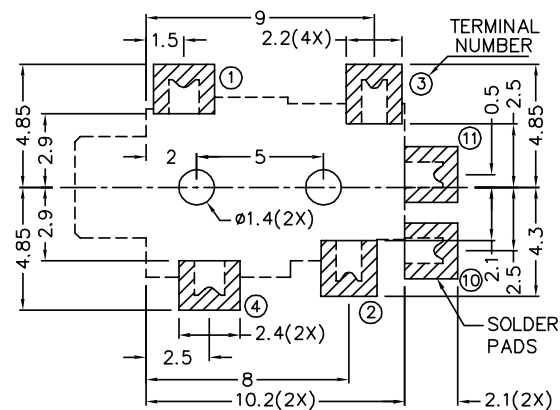 9
TERMINAL
NUMBER
1.5
2.2(4X)
1
3
4.85
2.9
0.5
2.5
4.85
11
2
5
ø1.4(2X)
4.85
2.9
2.1
2.5
4.3
4
2
10
2.4(2X)
SOLDER
PADS
2.5
8
10.2(2X)
2.1(2X)